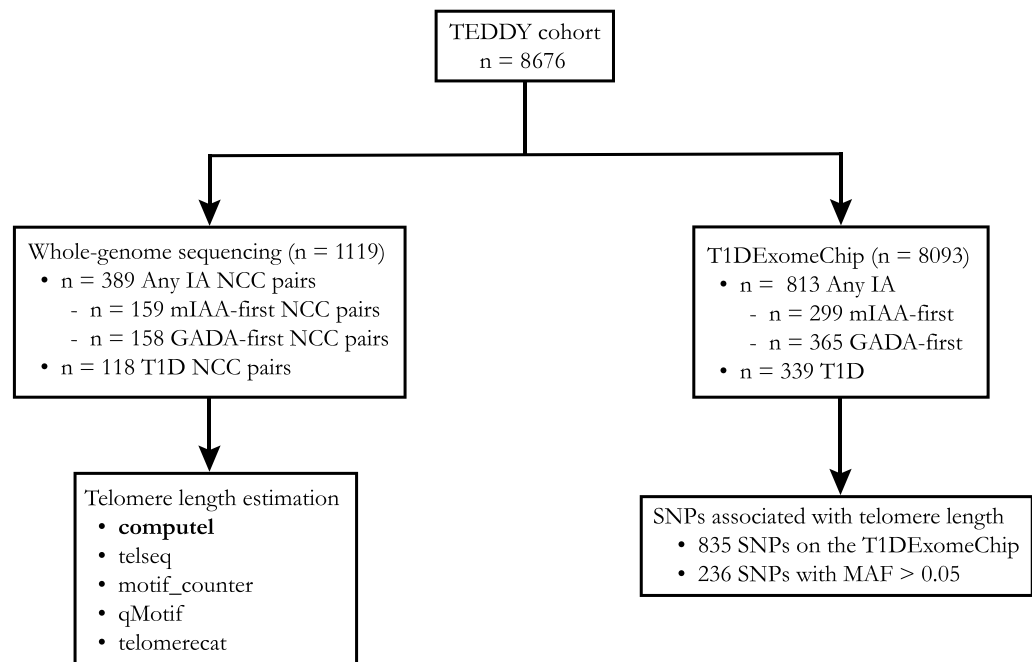 TEDDY cohort
n = 8676
Whole-genome sequencing (n = 1119)
• n = 389 Any IA NCC pairs
- n = 159 mIAA-first NCC pairs
- n = 158 GADA-first NCC pairs
• n = 118 T1D NCC pairs
T1DExomeChip (n = 8093)
• n = 813 Any IA
- n = 299 mIAA-first
- n = 365 GADA-first
• n = 339 T1D
Telomere length estimation
• computel
• telseq
• motif_counter
• qMotif
• telomerecat
SNPs associated with telomere length
• 835 SNPs on the T1DExomeChip
• 236 SNPs with MAF > 0.05